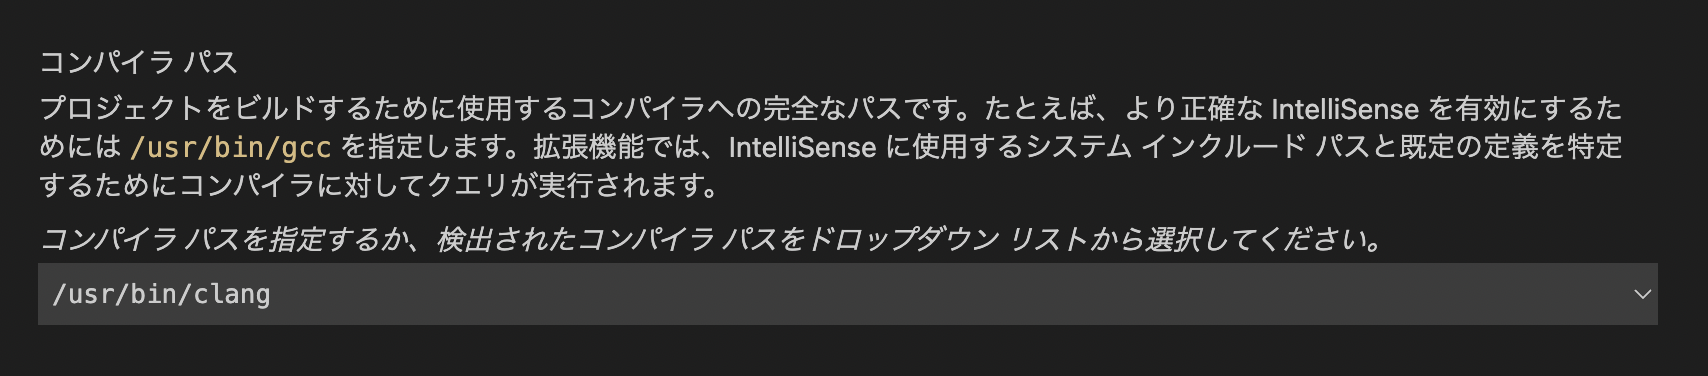 コンパイラ パス
プロジェクトをビルドするために使用するコンパイラへの完全なパスです。たとえば、より正確な IntelliSense を有効にするた
めには /usr/bin/gcc を指定します。拡張機能では、IntelliSense に使用するシステム インクルード パスと既定の定義を特定
するためにコンパイラに対してクエリが実行されます。
コンパイラ パスを指定するか、検出されたコンパイラ パスをドロップダウン リストから選択してください。
/usr/bin/clang